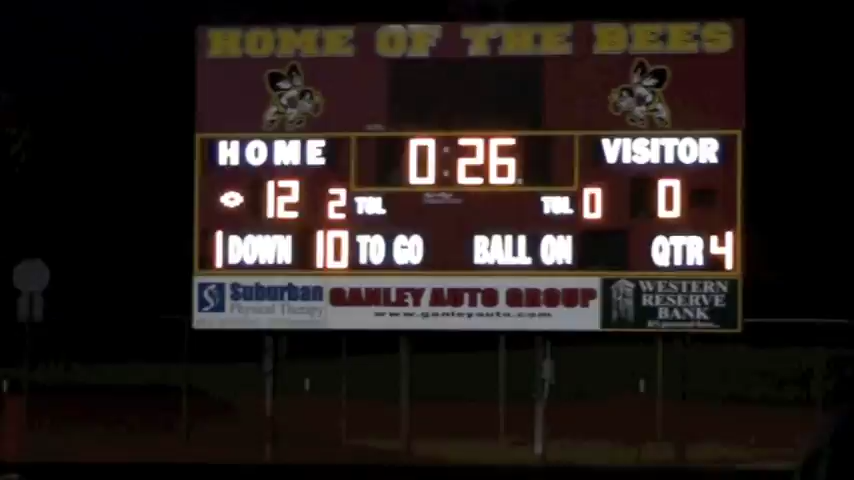 HOME OF THE BEES
HOME 0:26 VISITOR
12 2 TOL TOL 0 0
1 DOWN 10 TO GO BALL ON QTR 4
Suburban
Physical Therapy
GANLEY AUTO GROUP
www.ganleyauto.com
WESTERN
RESERVE
BANK